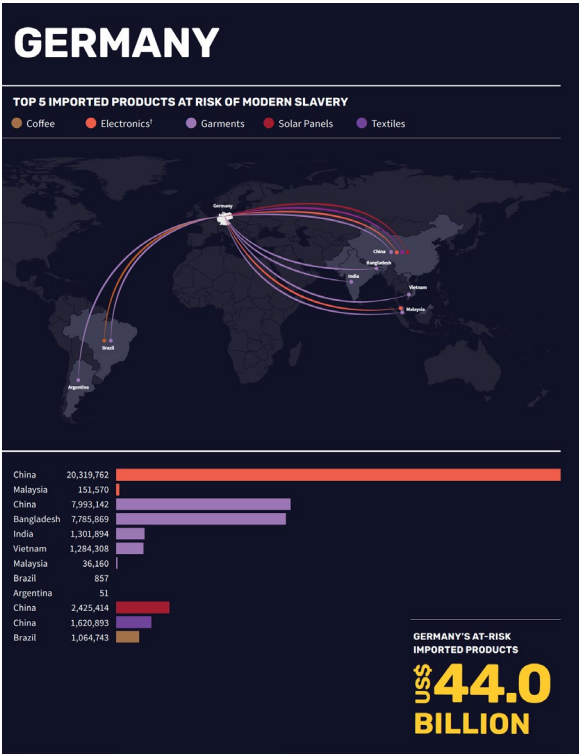 GERMANY
TOP 5 IMPORTED PRODUCTS AT RISK OF MODERN SLAVERY
Coffee Electronics¹ Garments Solar Panels Textiles
Germany
China
Bangladesh
India
Vietnam
Malaysia
Brazil
Argentina
China 20,319,762
Malaysia 151,570
China 7,993,142
Bangladesh 7,785,869
India 1,301,894
Vietnam 1,284,308
Malaysia 36,160
Brazil 857
Argentina 51
China 2,425,414
China 1,620,893
Brazil 1,064,743
GERMANY'S AT-RISK
IMPORTED PRODUCTS
US$ 44.0
BILLION